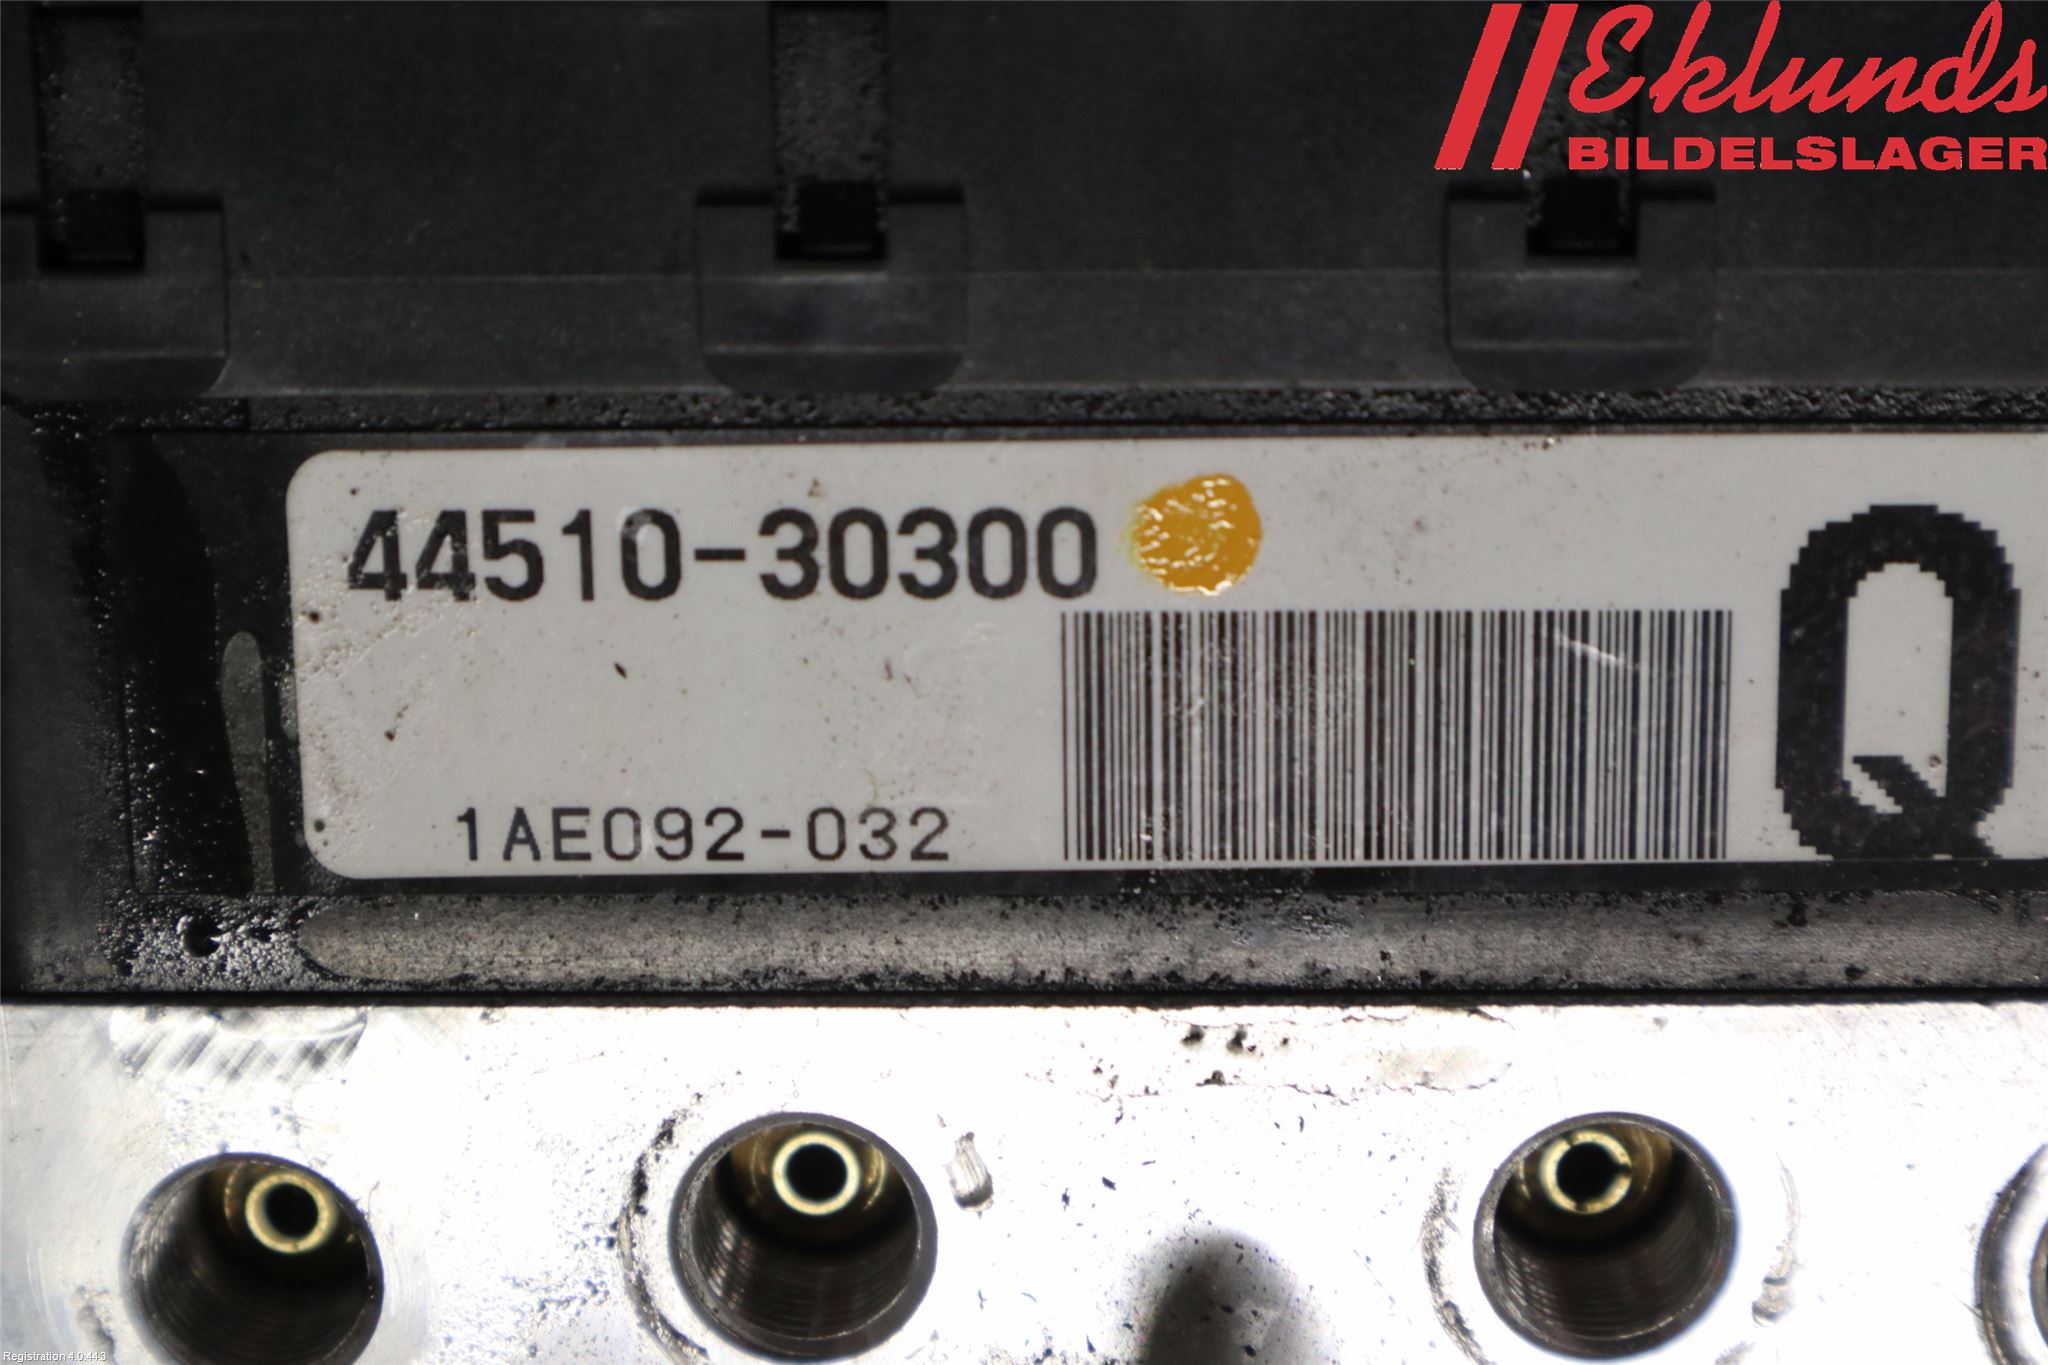 Eklunds
BILDELSLAGER
44510-30300
Q
1AE092-032
Registration 4.0.443